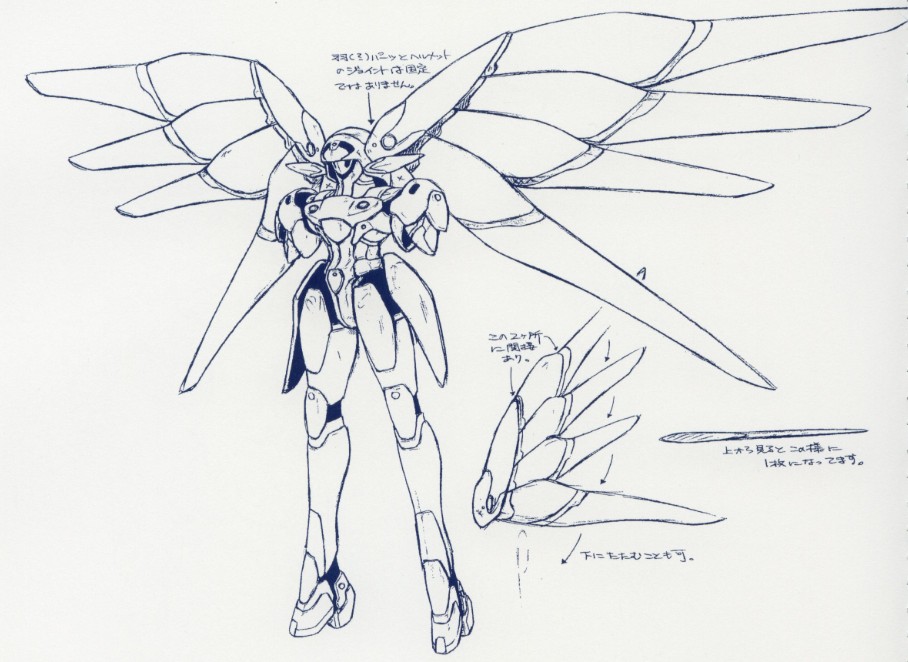 羽(ろ)パーツとヘルメット
のジョイントは固定
ではありません。
この2ヶ所
に関接
あり。
上から見るとこの様に
1枚になってます。
下にたたむことも可。